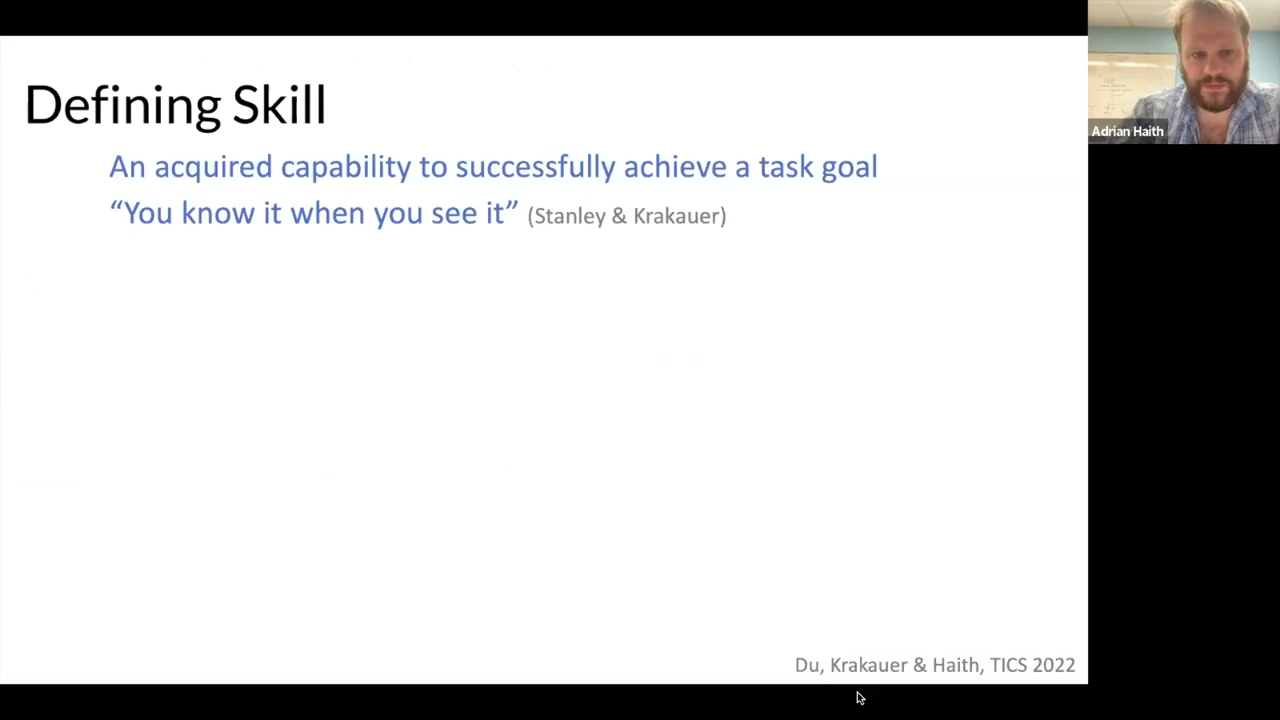 Defining Skill
An acquired capability to successfully achieve a task goal
“You know it when you see it” (Stanley & Krakauer)
Du, Krakauer & Haith, TICS 2022
Adrian Haith